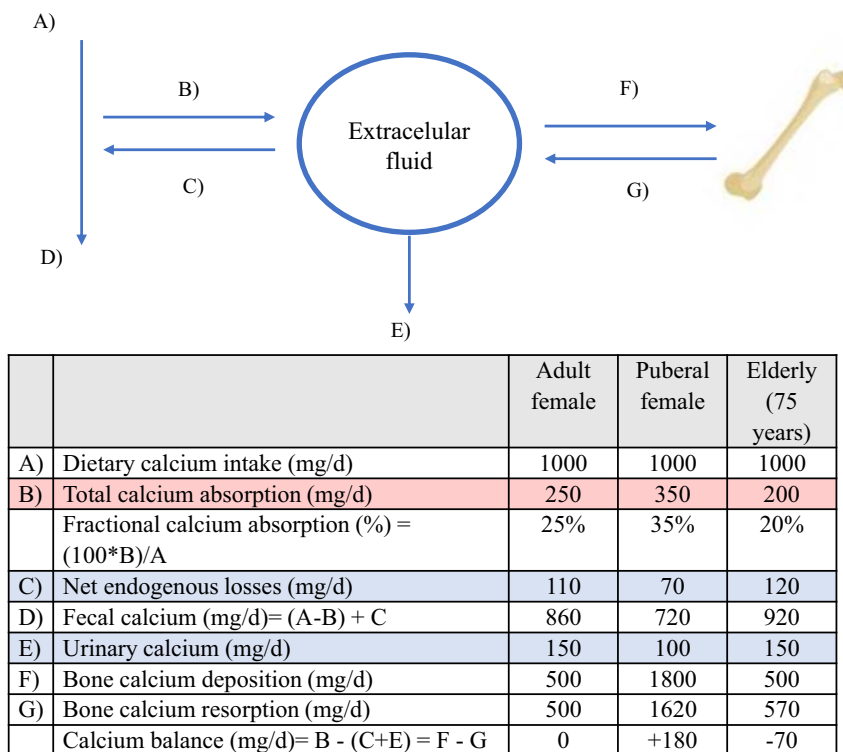 A)
B)
F)
Extracelular
fluid
C)
G)
D)
E)
Adult
female
Puberal
female
Elderly
(75
years)
A) Dietary calcium intake (mg/d) 1000 1000 1000
B) Total calcium absorption (mg/d) 250 350 200
Fractional calcium absorption (%) = 25% 35% 20%
(100*B)/A
C) Net endogenous losses (mg/d) 110 70 120
D) Fecal calcium (mg/d)= (A-B) + C 860 720 920
E) Urinary calcium (mg/d) 150 100 150
F) Bone calcium deposition (mg/d) 500 1800 500
G) Bone calcium resorption (mg/d) 500 1620 570
Calcium balance (mg/d)= B - (C+E) = F - G 0 +180 -70